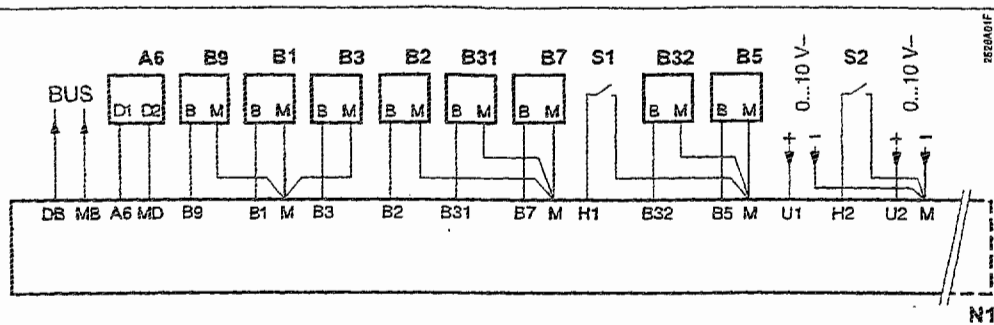 2526A01F
A6 B9 B1 B3 B2 B31 B7 S1 B32 B5 0...10 V– S2 0...10 V–
BUS
D1 D2 B M B M B M B M B M B M B M B M
+ – + –
DB MB A6 MD B9 B1 M B3 B2 B31 B7 M H1 B32 B5 M U1 H2 U2 M
N1